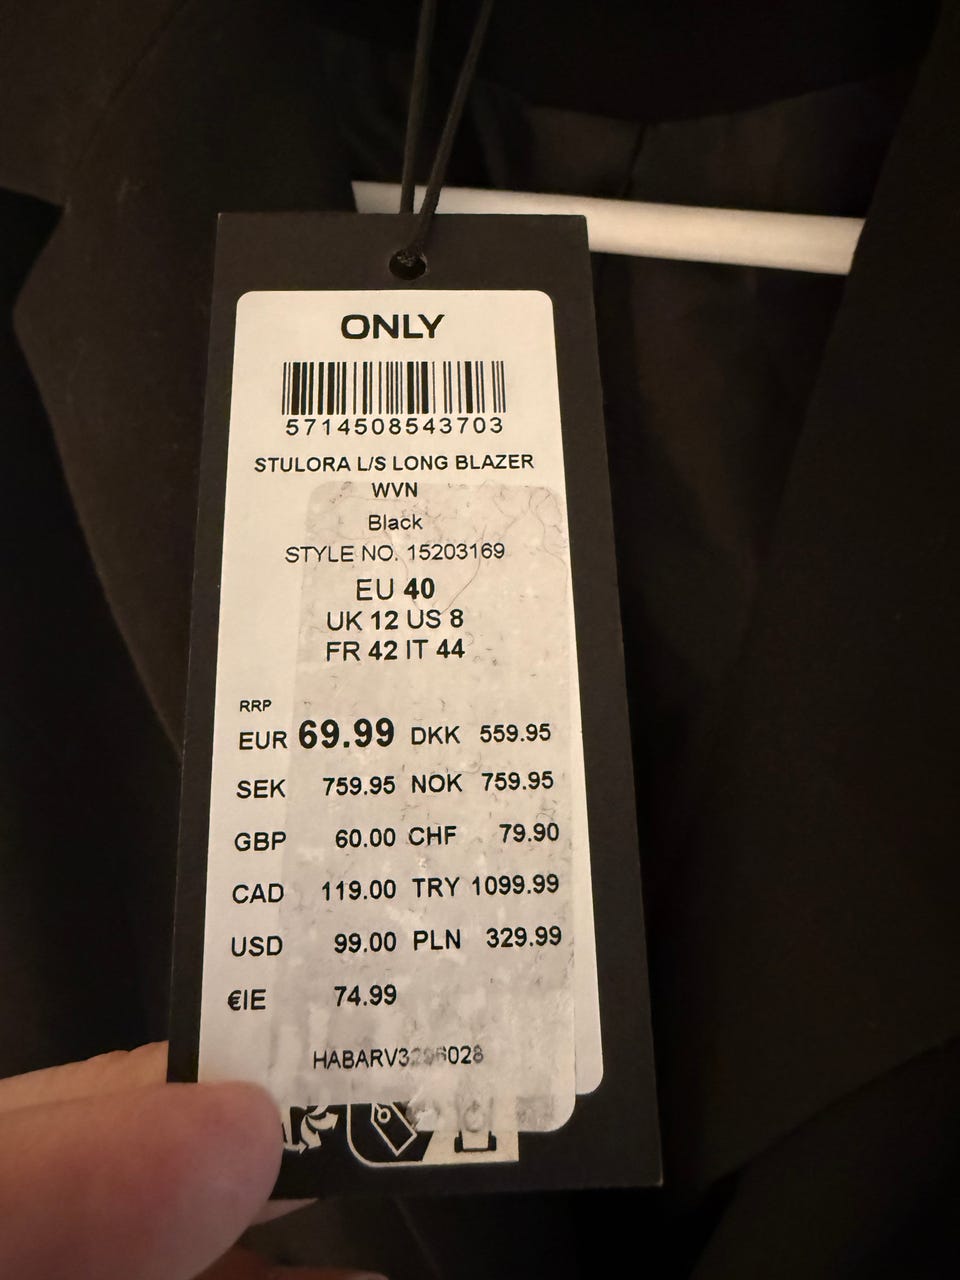 ONLY
5714508543703
STULORA L/S LONG BLAZER
WVN
Black
STYLE NO. 15203169
EU 40
UK 12 US 8
FR 42 IT 44
RRP
EUR 69.99 DKK 559.95
SEK 759.95 NOK 759.95
GBP 60.00 CHF 79.90
CAD 119.00 TRY 1099.99
USD 99.00 PLN 329.99
€IE 74.99